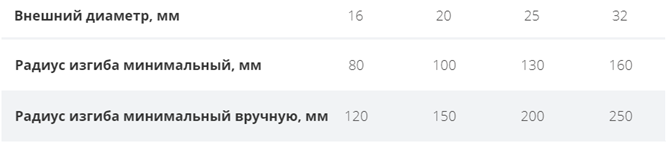 Внешний диаметр, мм 16 20 25 32
Радиус изгиба минимальный, мм 80 100 130 160
Радиус изгиба минимальный вручную, мм 120 150 200 250